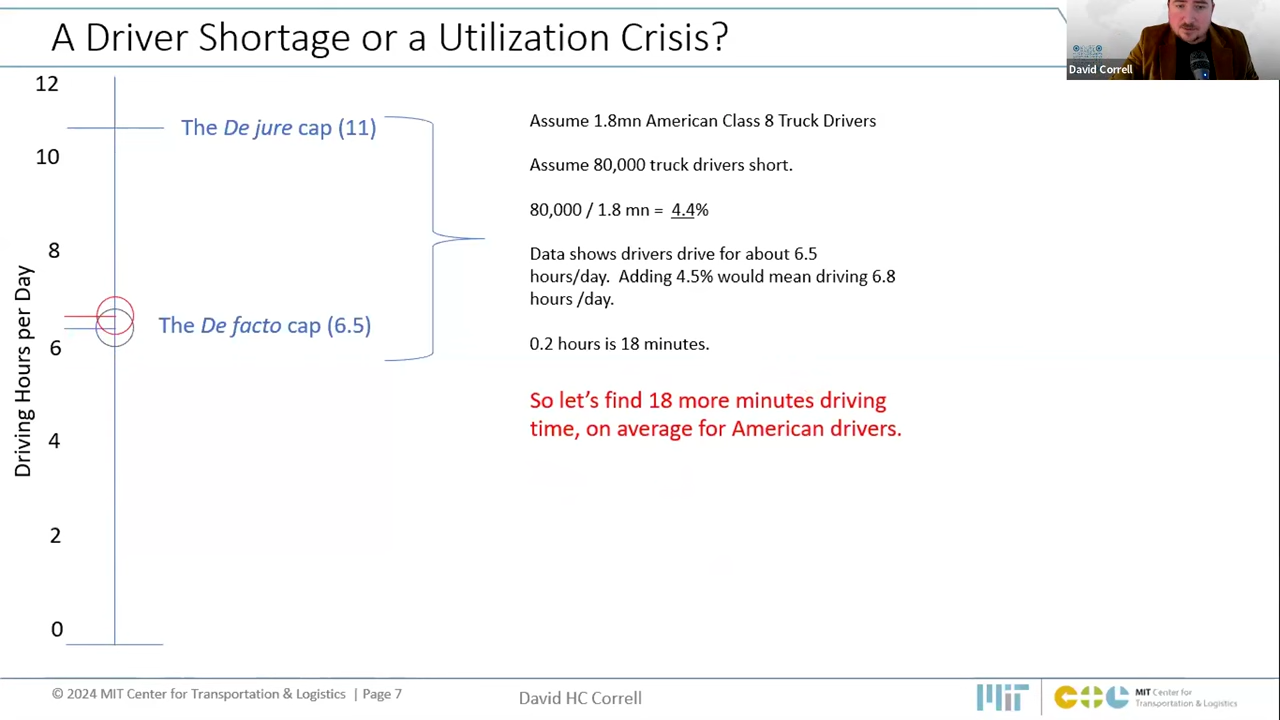 A Driver Shortage or a Utilization Crisis?
David Correll
12
The De jure cap (11)
10
8
6
4
2
0
Driving Hours per Day
The De facto cap (6.5)
Assume 1.8mn American Class 8 Truck Drivers
Assume 80,000 truck drivers short.
80,000 / 1.8 mn = 4.4%
Data shows drivers drive for about 6.5
hours/day. Adding 4.5% would mean driving 6.8
hours /day.
0.2 hours is 18 minutes.
So let's find 18 more minutes driving
time, on average for American drivers.
© 2024 MIT Center for Transportation & Logistics | Page 7
David HC Correll
MIT
CTL
MIT Center for
Transportation & Logistics